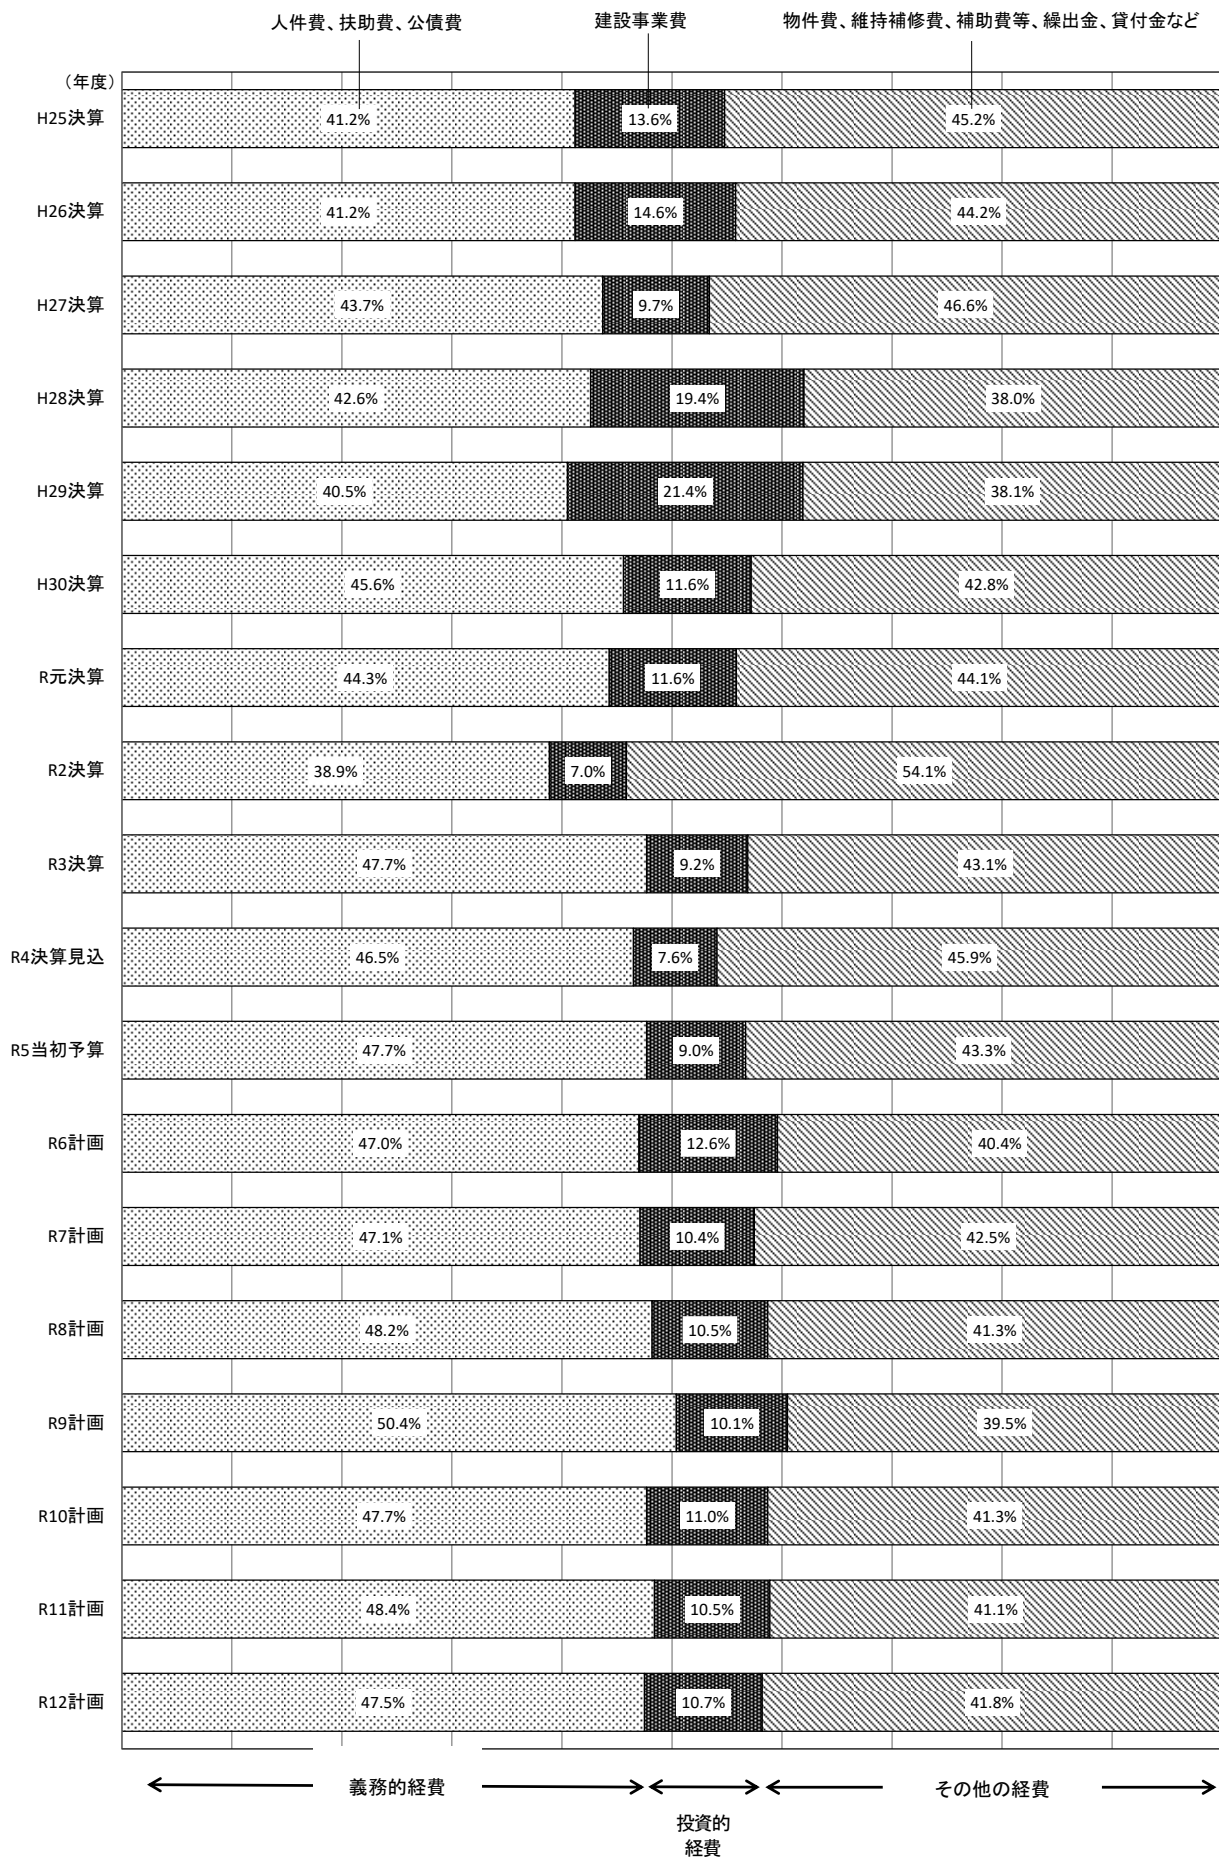 人件費、扶助費、公債費 建設事業費 物件費、維持補修費、補助費等、繰出金、貸付金など
（年度）
H25決算 41.2% 13.6% 45.2%
H26決算 41.2% 14.6% 44.2%
H27決算 43.7% 9.7% 46.6%
H28決算 42.6% 19.4% 38.0%
H29決算 40.5% 21.4% 38.1%
H30決算 45.6% 11.6% 42.8%
R元決算 44.3% 11.6% 44.1%
R2決算 38.9% 7.0% 54.1%
R3決算 47.7% 9.2% 43.1%
R4決算見込 46.5% 7.6% 45.9%
R5当初予算 47.7% 9.0% 43.3%
R6計画 47.0% 12.6% 40.4%
R7計画 47.1% 10.4% 42.5%
R8計画 48.2% 10.5% 41.3%
R9計画 50.4% 10.1% 39.5%
R10計画 47.7% 11.0% 41.3%
R11計画 48.4% 10.5% 41.1%
R12計画 47.5% 10.7% 41.8%
義務的経費 その他の経費
投資的
経費